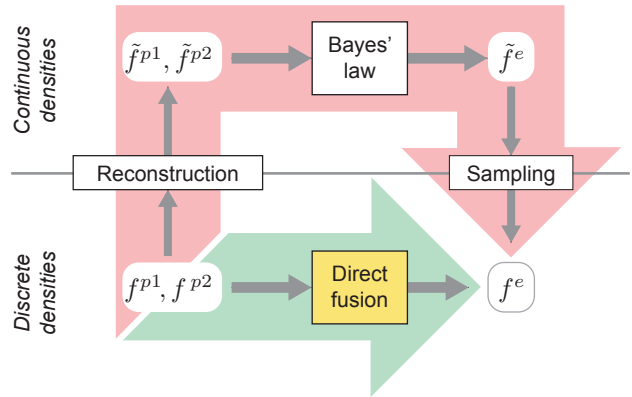 Continuous
densities
f̃^{p1}, f̃^{p2}
Bayes’
law
f̃^{e}
Reconstruction
Sampling
Discrete
densities
f^{p1}, f^{p2}
Direct
fusion
f^{e}